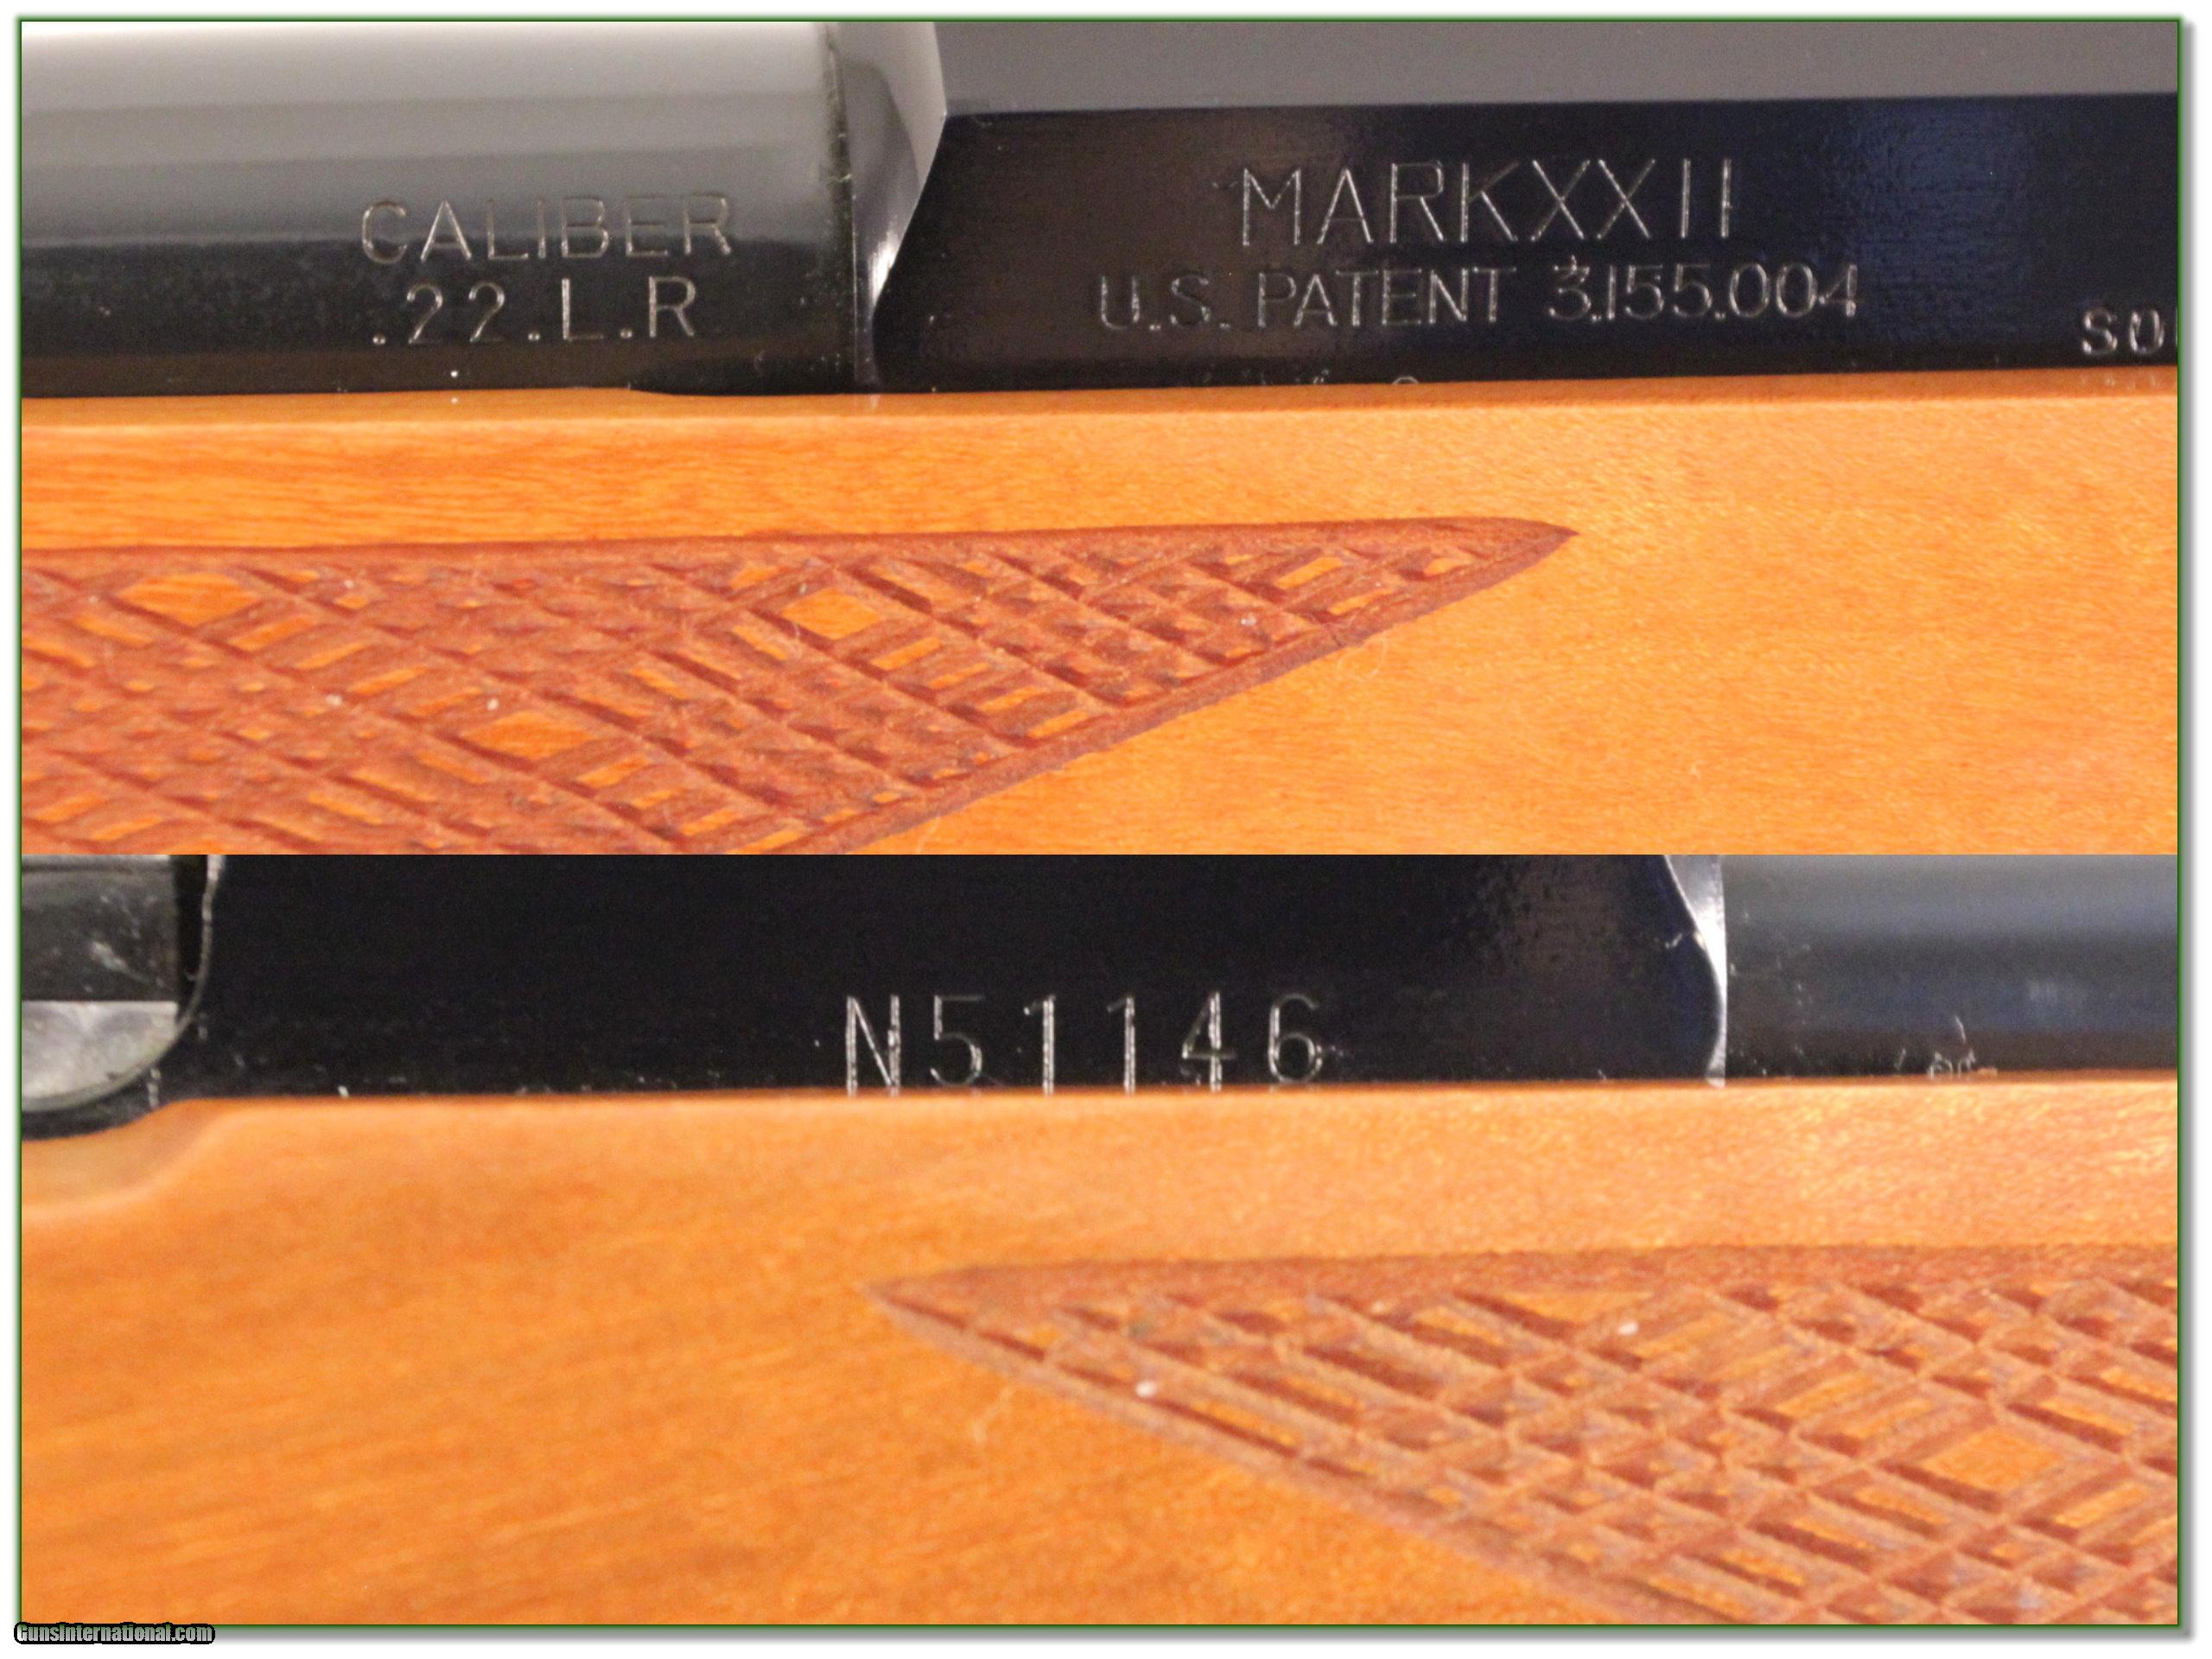 CALIBER
.22.L.R
MARKXXII
U.S. PATENT 3,155,004
N51146
GunsInternational.com